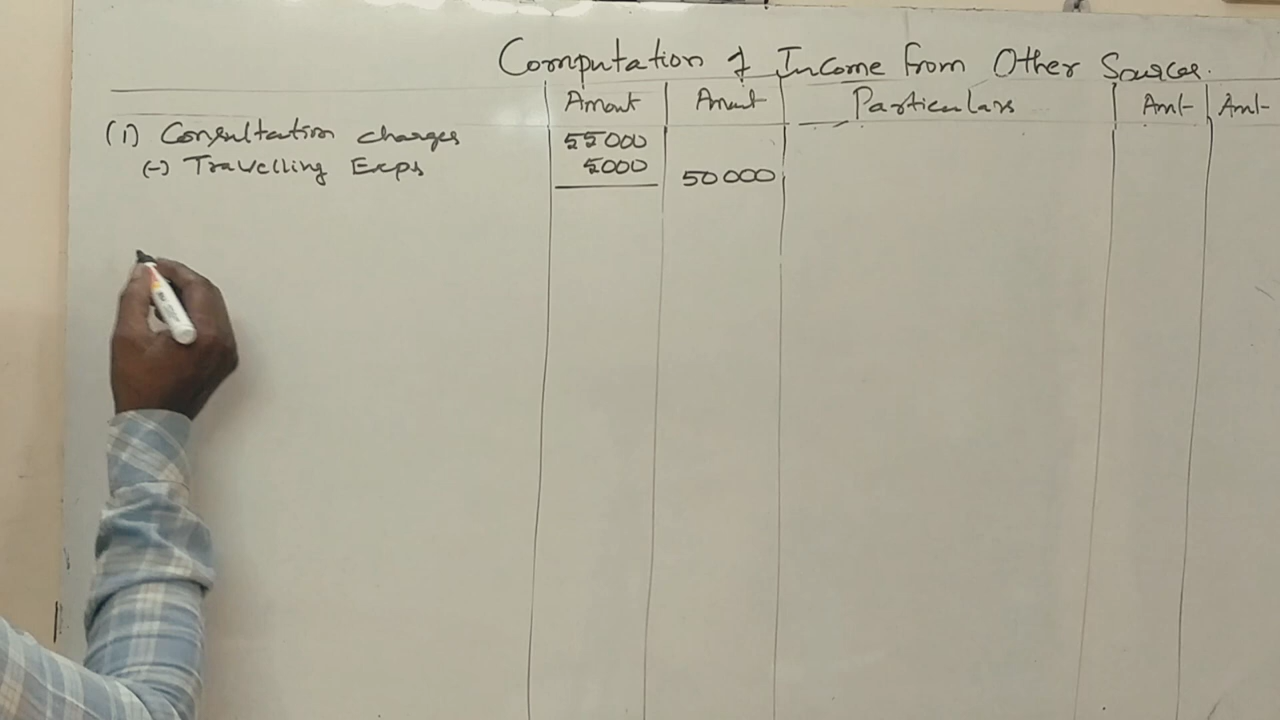 Computation of Income from Other Sources.
Amount Amount Particulars Amt Amt
(1) Consultation charges 55000
(-) Travelling Exps 5000 50000